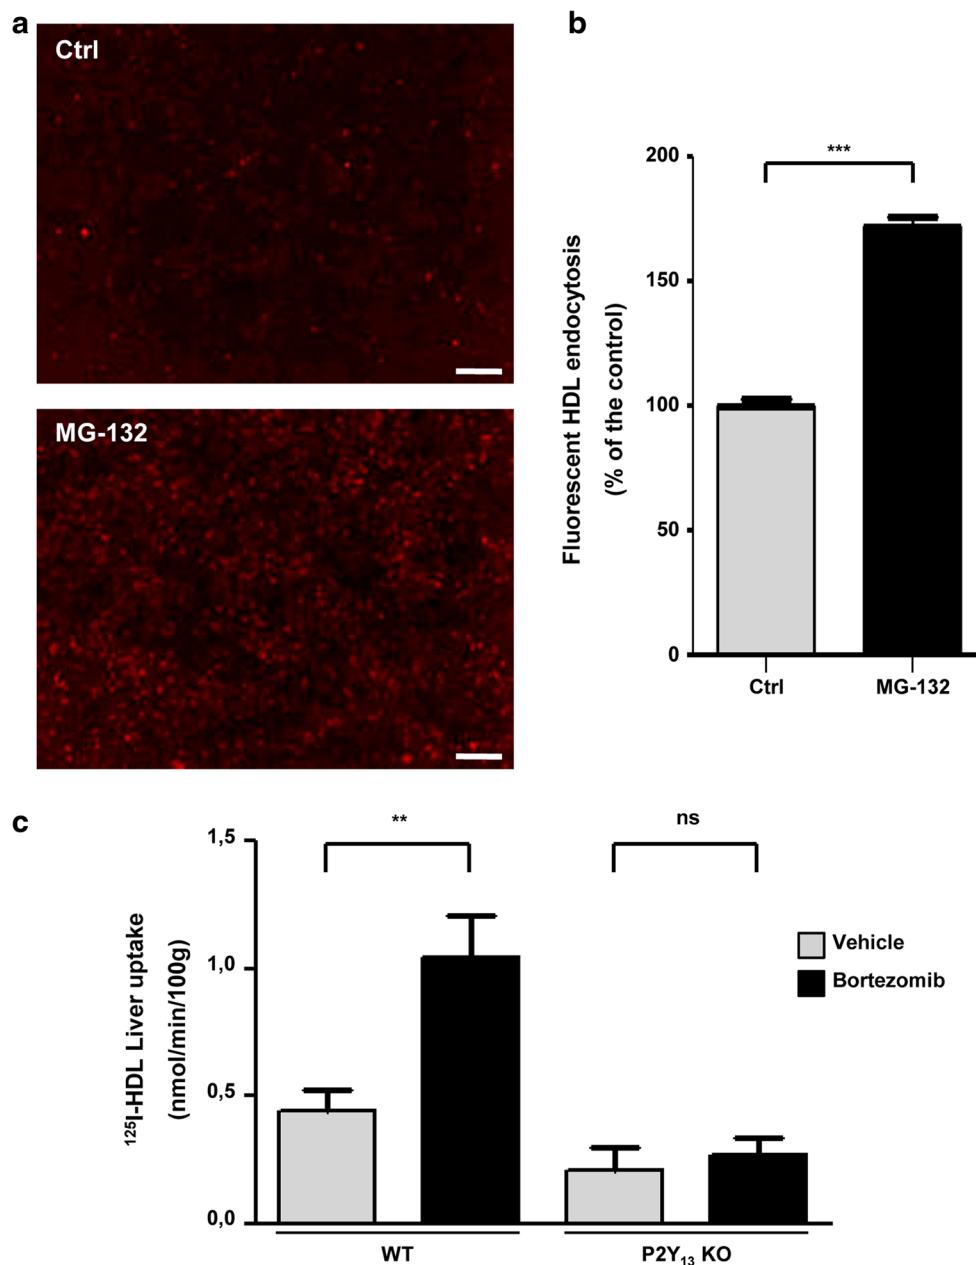 a
Ctrl
MG-132
b
Fluorescent HDL endocytosis
(% of the control)
200
150
100
50
0
***
Ctrl
MG-132
c
¹²⁵I-HDL Liver uptake
(nmol/min/100g)
1,5
1,0
0,5
0,0
**
ns
Vehicle
Bortezomib
WT
P2Y₁₃ KO